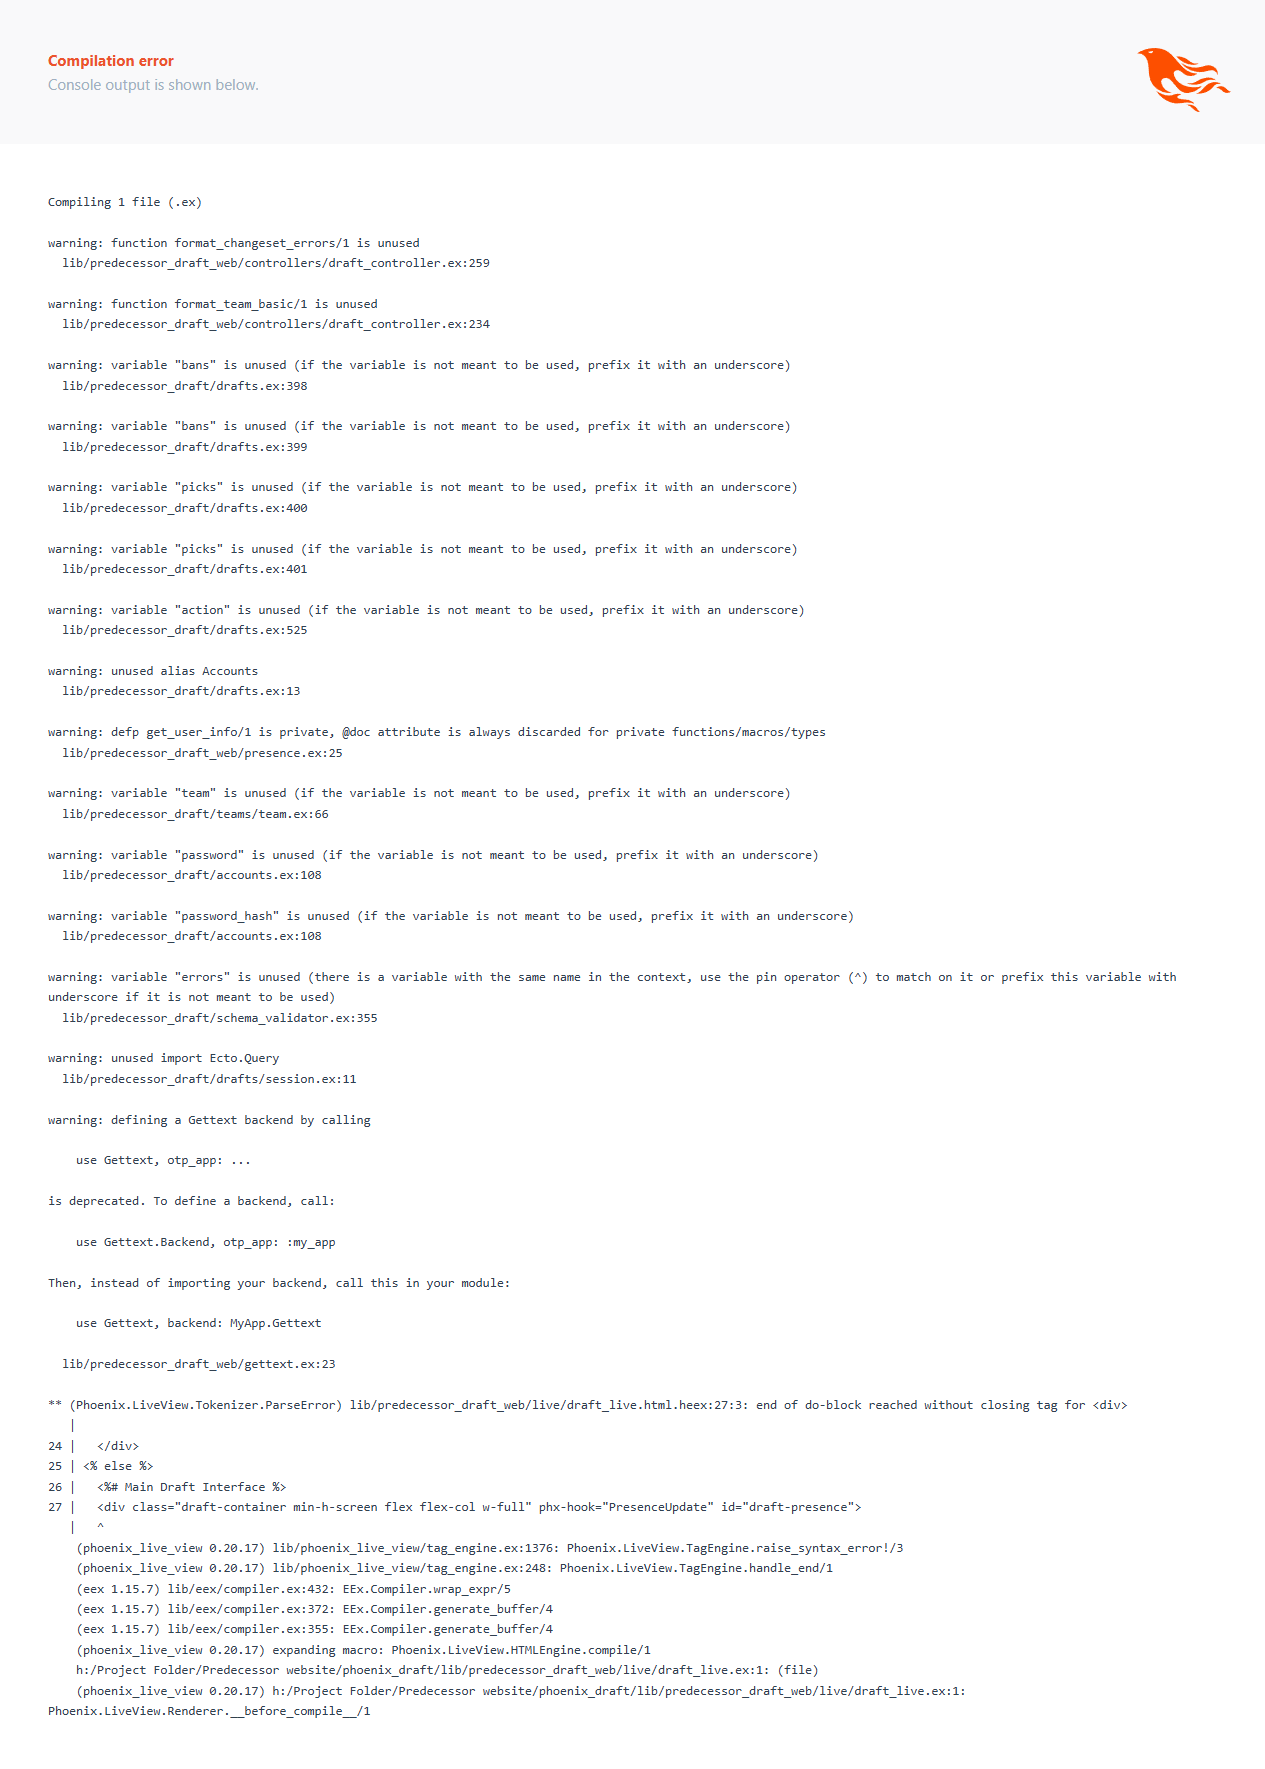 Compilation error
Console output is shown below.
Compiling 1 file (.ex)
warning: function format_changeset_errors/1 is unused
  lib/predecessor_draft_web/controllers/draft_controller.ex:259
warning: function format_team_basic/1 is unused
  lib/predecessor_draft_web/controllers/draft_controller.ex:234
warning: variable "bans" is unused (if the variable is not meant to be used, prefix it with an underscore)
  lib/predecessor_draft/drafts.ex:398
warning: variable "bans" is unused (if the variable is not meant to be used, prefix it with an underscore)
  lib/predecessor_draft/drafts.ex:399
warning: variable "picks" is unused (if the variable is not meant to be used, prefix it with an underscore)
  lib/predecessor_draft/drafts.ex:400
warning: variable "picks" is unused (if the variable is not meant to be used, prefix it with an underscore)
  lib/predecessor_draft/drafts.ex:401
warning: variable "action" is unused (if the variable is not meant to be used, prefix it with an underscore)
  lib/predecessor_draft/drafts.ex:525
warning: unused alias Accounts
  lib/predecessor_draft/drafts.ex:13
warning: defp get_user_info/1 is private, @doc attribute is always discarded for private functions/macros/types
  lib/predecessor_draft_web/presence.ex:25
warning: variable "team" is unused (if the variable is not meant to be used, prefix it with an underscore)
  lib/predecessor_draft/teams/team.ex:66
warning: variable "password" is unused (if the variable is not meant to be used, prefix it with an underscore)
  lib/predecessor_draft/accounts.ex:108
warning: variable "password_hash" is unused (if the variable is not meant to be used, prefix it with an underscore)
  lib/predecessor_draft/accounts.ex:108
warning: variable "errors" is unused (there is a variable with the same name in the context, use the pin operator (^) to match on it or prefix this variable with
underscore if it is not meant to be used)
  lib/predecessor_draft/schema_validator.ex:355
warning: unused import Ecto.Query
  lib/predecessor_draft/drafts/session.ex:11
warning: defining a Gettext backend by calling
    use Gettext, otp_app: ...
is deprecated. To define a backend, call:
    use Gettext.Backend, otp_app: :my_app
Then, instead of importing your backend, call this in your module:
    use Gettext, backend: MyApp.Gettext
  lib/predecessor_draft_web/gettext.ex:23
** (Phoenix.LiveView.Tokenizer.ParseError) lib/predecessor_draft_web/live/draft_live.html.heex:27:3: end of do-block reached without closing tag for <div>
   |
24 |   </div>
25 | <% else %>
26 |   <%# Main Draft Interface %>
27 |   <div class="draft-container min-h-screen flex flex-col w-full" phx-hook="PresenceUpdate" id="draft-presence">
   |   ^
    (phoenix_live_view 0.20.17) lib/phoenix_live_view/tag_engine.ex:1376: Phoenix.LiveView.TagEngine.raise_syntax_error!/3
    (phoenix_live_view 0.20.17) lib/phoenix_live_view/tag_engine.ex:248: Phoenix.LiveView.TagEngine.handle_end/1
    (eex 1.15.7) lib/eex/compiler.ex:432: EEx.Compiler.wrap_expr/5
    (eex 1.15.7) lib/eex/compiler.ex:372: EEx.Compiler.generate_buffer/4
    (eex 1.15.7) lib/eex/compiler.ex:355: EEx.Compiler.generate_buffer/4
    (phoenix_live_view 0.20.17) expanding macro: Phoenix.LiveView.HTMLEngine.compile/1
    h:/Project Folder/Predecessor website/phoenix_draft/lib/predecessor_draft_web/live/draft_live.ex:1: (file)
    (phoenix_live_view 0.20.17) h:/Project Folder/Predecessor website/phoenix_draft/lib/predecessor_draft_web/live/draft_live.ex:1:
Phoenix.LiveView.Renderer.__before_compile__/1